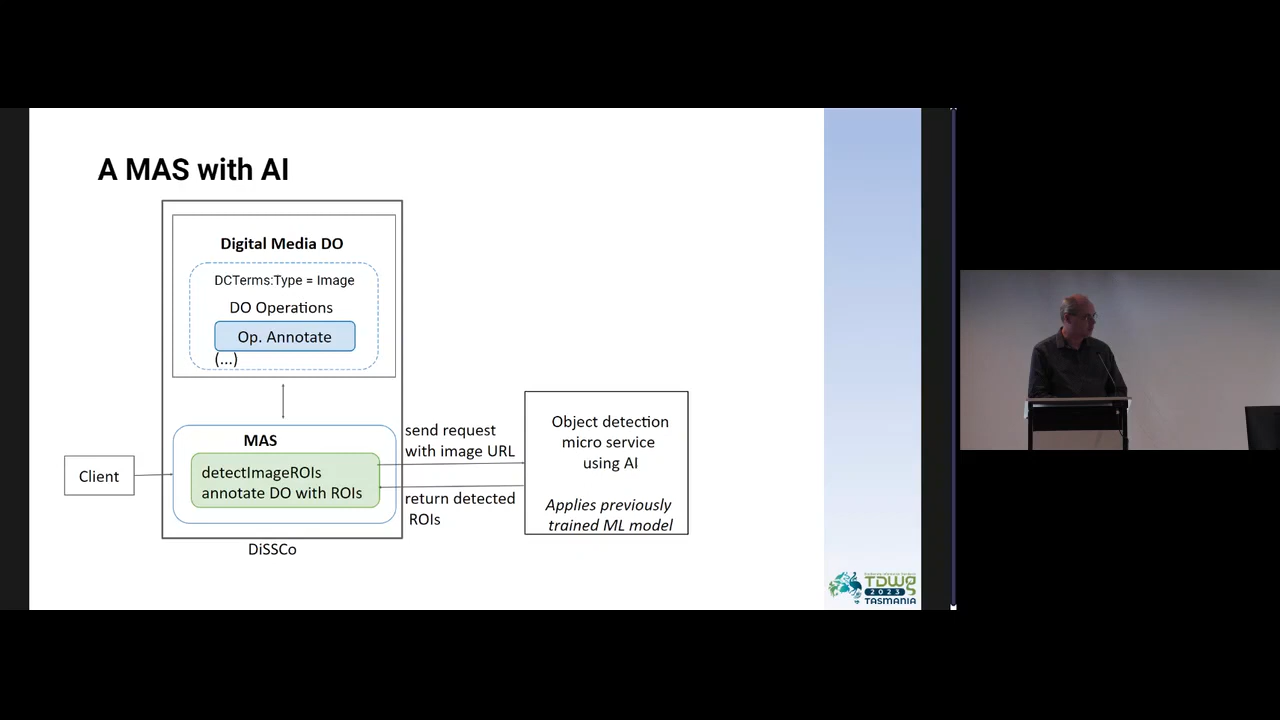 A MAS with AI
Digital Media DO
DCTerms:Type = Image
DO Operations
Op. Annotate
(...)
MAS
detectImageROIs
annotate DO with ROIs
Client
DiSSCo
send request
with image URL
return detected
ROIs
Object detection
micro service
using AI
Applies previously
trained ML model
TDWG
2023
TASMANIA